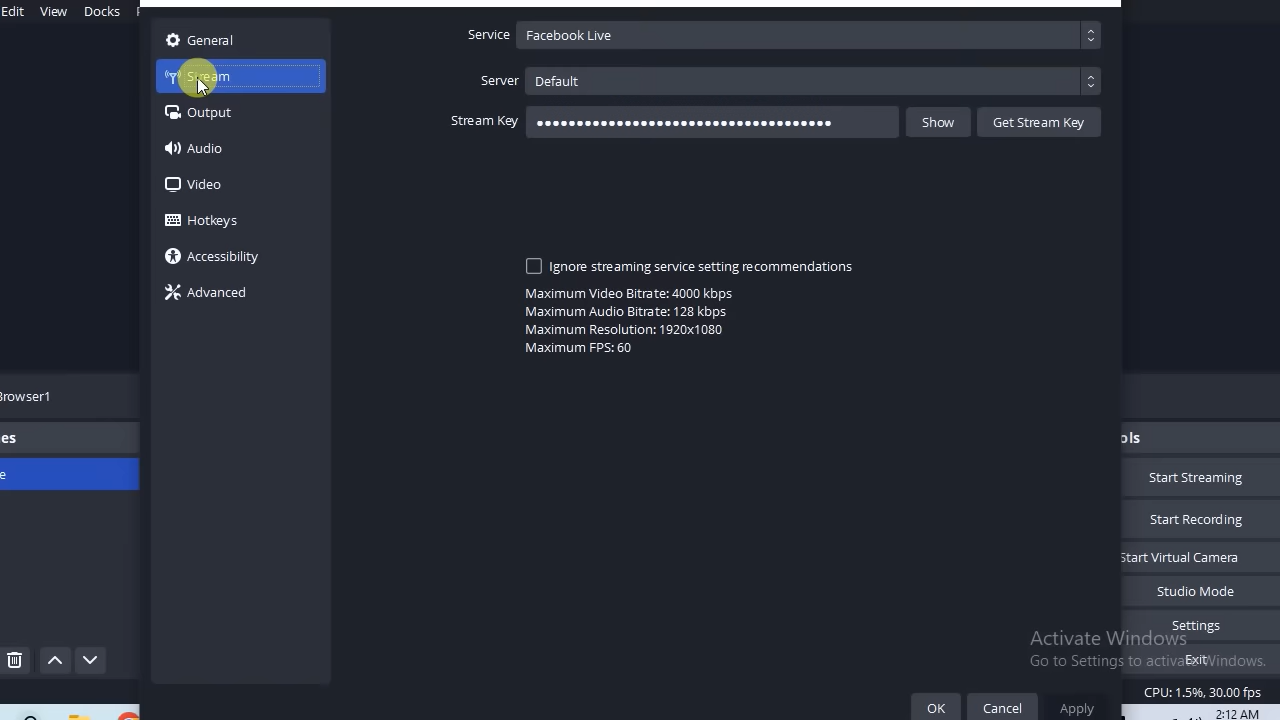 Edit View Docks
General
Stream
Output
Audio
Video
Hotkeys
Accessibility
Advanced
Service Facebook Live
Server Default
Stream Key •••••••••••••••••••••••••••••••••••••• Show Get Stream Key
Ignore streaming service setting recommendations
Maximum Video Bitrate: 4000 kbps
Maximum Audio Bitrate: 128 kbps
Maximum Resolution: 1920x1080
Maximum FPS: 60
Browser1
es
e
ols
Start Streaming
Start Recording
Start Virtual Camera
Studio Mode
Settings
Exit
Activate Windows
Go to Settings to activate Windows.
CPU: 1.5%, 30.00 fps
OK Cancel Apply
2:12 AM